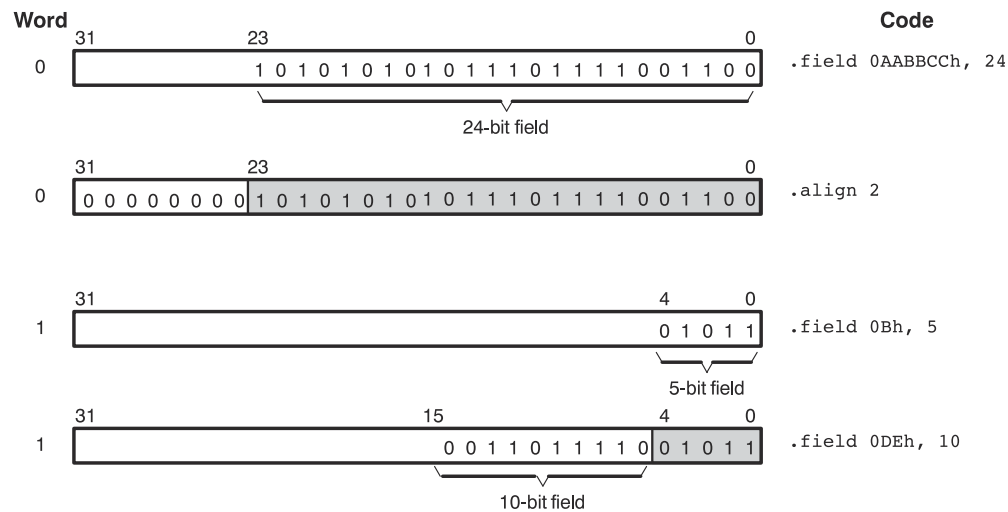 Word Code
31 23 0
0 1 0 1 0 1 0 1 0 1 0 1 1 1 0 1 1 1 1 0 0 1 1 0 0 .field 0AABBCCh, 24
24-bit field
31 23 0
0 0 0 0 0 0 0 0 0 1 0 1 0 1 0 1 0 1 0 1 1 1 0 1 1 1 1 0 0 1 1 0 0 .align 2
31 4 0
1 0 1 0 1 1 .field 0Bh, 5
5-bit field
31 15 4 0
1 0 0 1 1 0 1 1 1 1 0 0 1 0 1 1 .field 0DEh, 10
10-bit field